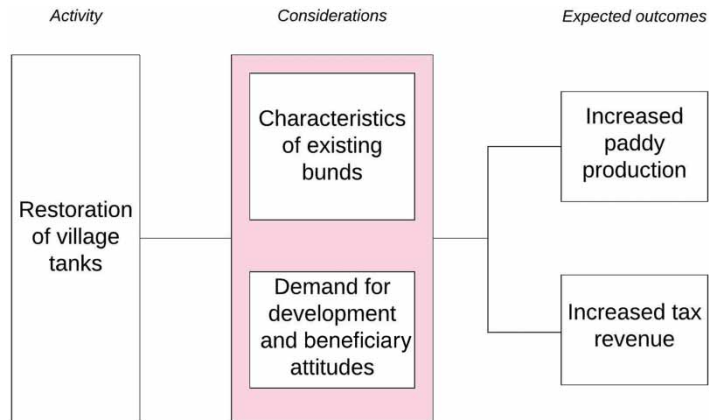 Activity
Considerations
Expected outcomes
Restoration
of village
tanks
Characteristics
of existing
bunds
Demand for
development
and beneficiary
attitudes
Increased
paddy
production
Increased tax
revenue